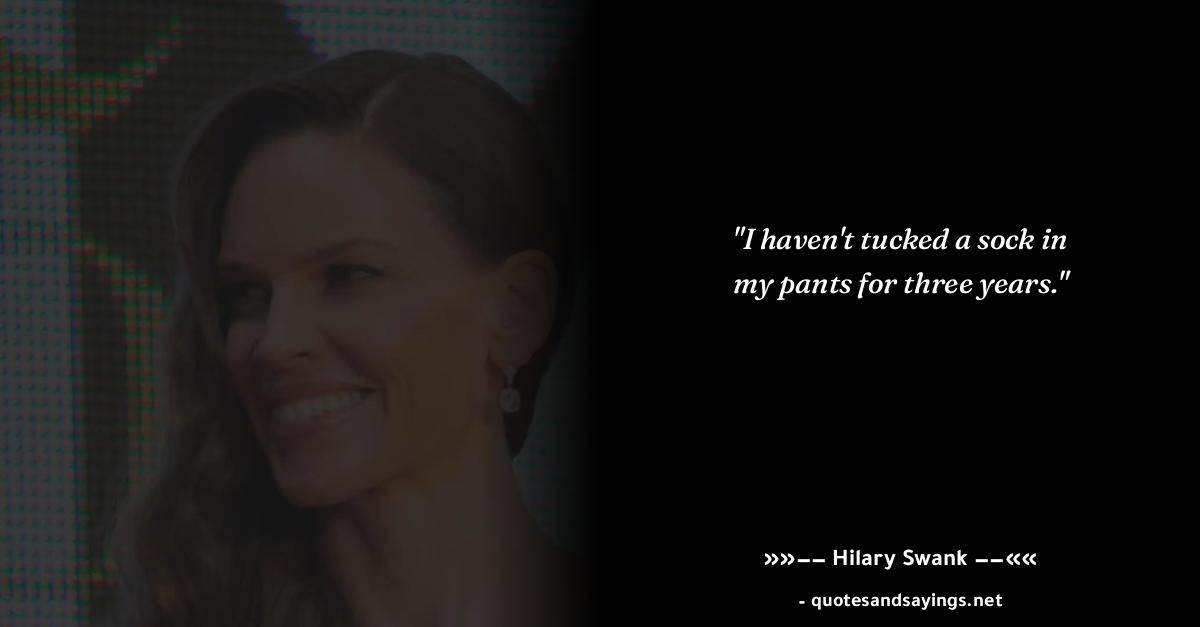 "I haven't tucked a sock in
my pants for three years."
»»–– Hilary Swank ––««
- quotesandsayings.net